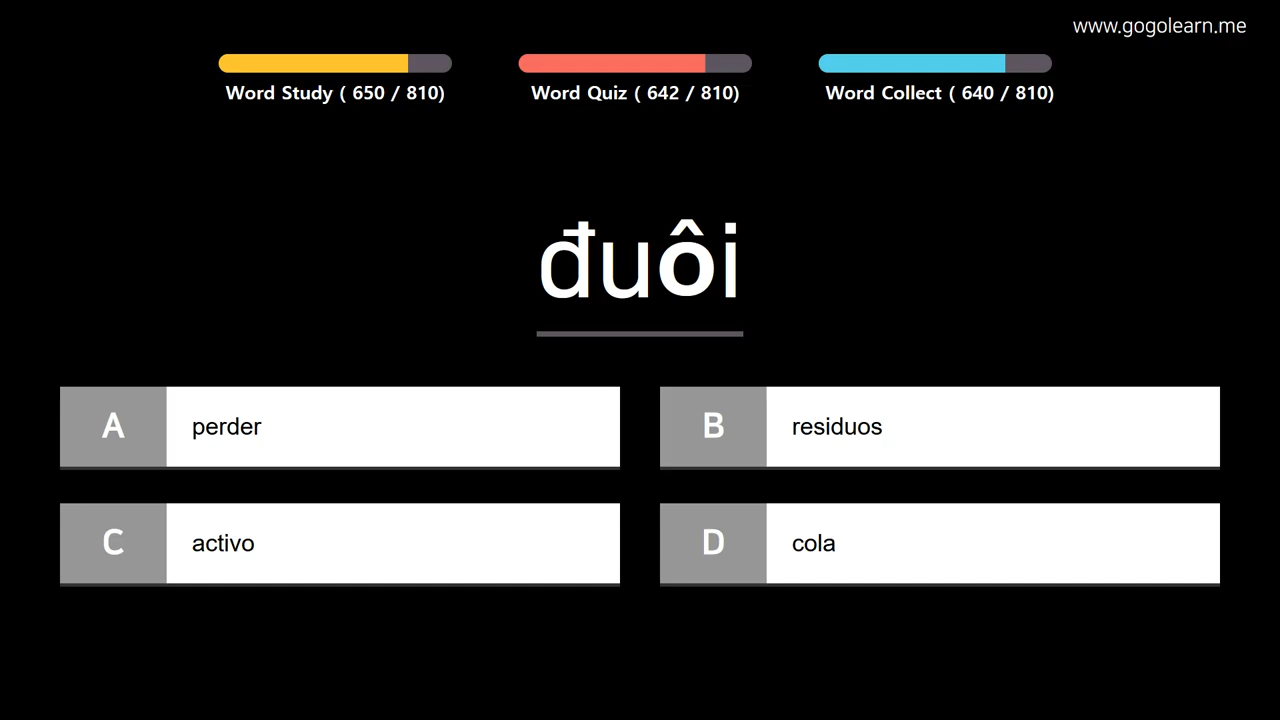 www.gogolearn.me
Word Study ( 650 / 810)
Word Quiz ( 642 / 810)
Word Collect ( 640 / 810)
đuôi
A perder
B residuos
C activo
D cola